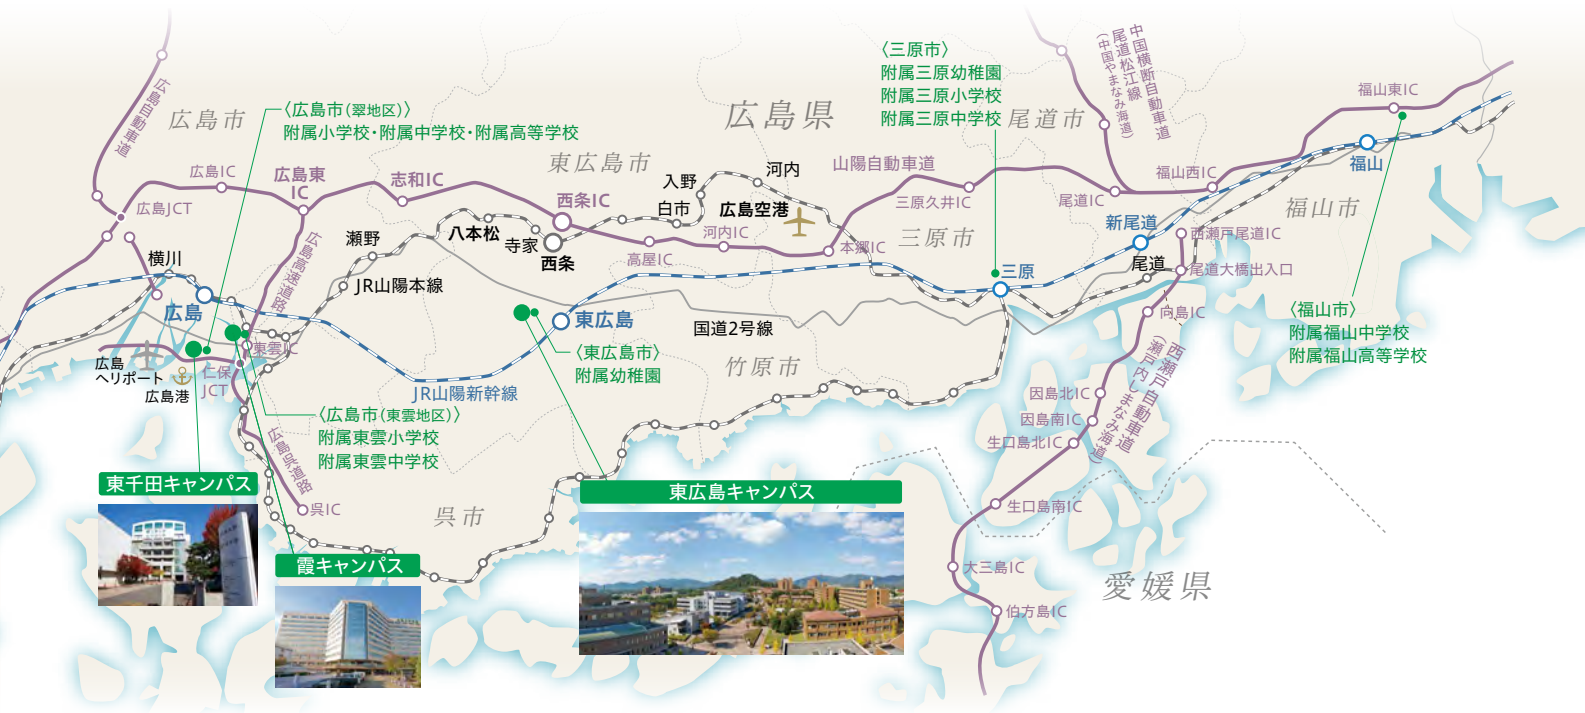 広島自動車道
広島市
〈広島市（翠地区）〉
附属小学校・附属中学校・附属高等学校
広島県
〈三原市〉
附属三原幼稚園
附属三原小学校
附属三原中学校
尾道市
中国横断自動車道
尾道松江線
（中国やまなみ海道）
福山東IC
福山
広島IC
広島東
IC
志和IC
東広島市
入野
河内
山陽自動車道
福山西IC
広島JCT
西条IC
白市
広島空港
三原久井IC
尾道IC
福山市
横川
瀬野
八本松
寺家
西条
河内IC
高屋IC
本郷IC
三原市
新尾道
西瀬戸尾道IC
尾道
尾道大橋出入口
広島高速道路
JR山陽本線
三原
広島
東広島
国道2号線
向島IC
〈福山市〉
附属福山中学校
附属福山高等学校
東雲IC
広島
ヘリポート
広島港
仁保
JCT
〈東広島市〉
附属幼稚園
竹原市
西瀬戸自動車道
（瀬戸内しまなみ海道）
JR山陽新幹線
因島北IC
因島南IC
生口島北IC
〈広島市（東雲地区）〉
附属東雲小学校
附属東雲中学校
広島呉道路
東千田キャンパス
呉IC
呉市
東広島キャンパス
生口島南IC
霞キャンパス
大三島IC
愛媛県
伯方島IC